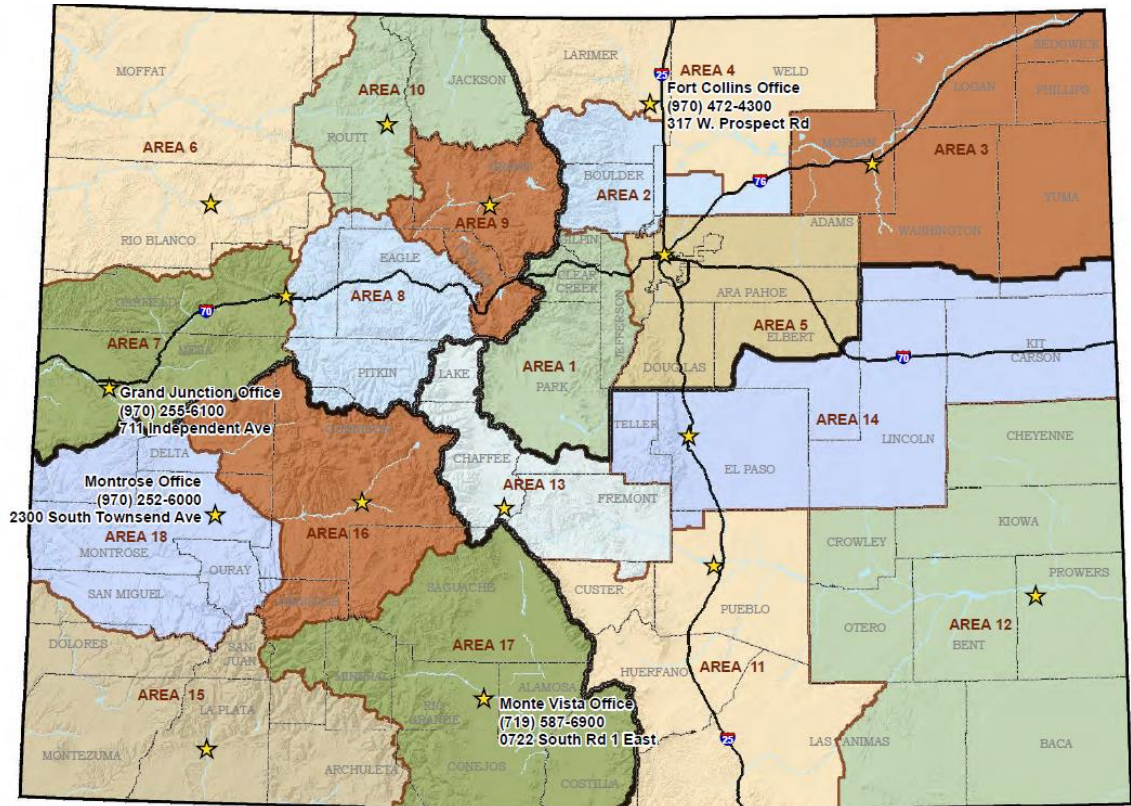 MOFFAT
JACKSON
LARIMER
25
AREA 4
WELD
Fort Collins Office
(970) 472-4300
317 W. Prospect Rd
SEDGWICK
LOGAN
PHILLIPS
AREA 10
ROUTT
AREA 6
RIO BLANCO
AREA 9
BOULDER
AREA 2
76
MORGAN
AREA 3
YUMA
WASHINGTON
ADAMS
GILPIN
CLEAR
CREEK
JEFFERSON
EAGLE
AREA 8
PITKIN
GARFIELD
70
AREA 7
MESA
ARAPAHOE
AREA 5
ELBERT
DOUGLAS
LAKE
AREA 1
PARK
70
KIT
CARSON
Grand Junction Office
(970) 255-6100
711 Independent Ave
GUNNISON
DELTA
TELLER
AREA 14
LINCOLN
CHEYENNE
EL PASO
CHAFFEE
AREA 13
FREMONT
Montrose Office
(970) 252-6000
2300 South Townsend Ave
AREA 18
MONTROSE
OURAY
SAN MIGUEL
AREA 16
KIOWA
CROWLEY
PROWERS
OTERO
BENT
AREA 12
CUSTER
PUEBLO
SAGUACHE
HUERFANO
AREA 11
DOLORES
SAN
JUAN
AREA 15
LA PLATA
MONTEZUMA
ARCHULETA
AREA 17
MINERAL
RIO
GRANDE
ALAMOSA
Monte Vista Office
(719) 587-6900
0722 South Rd 1 East
CONEJOS
COSTILLA
25
LAS ANIMAS
BACA